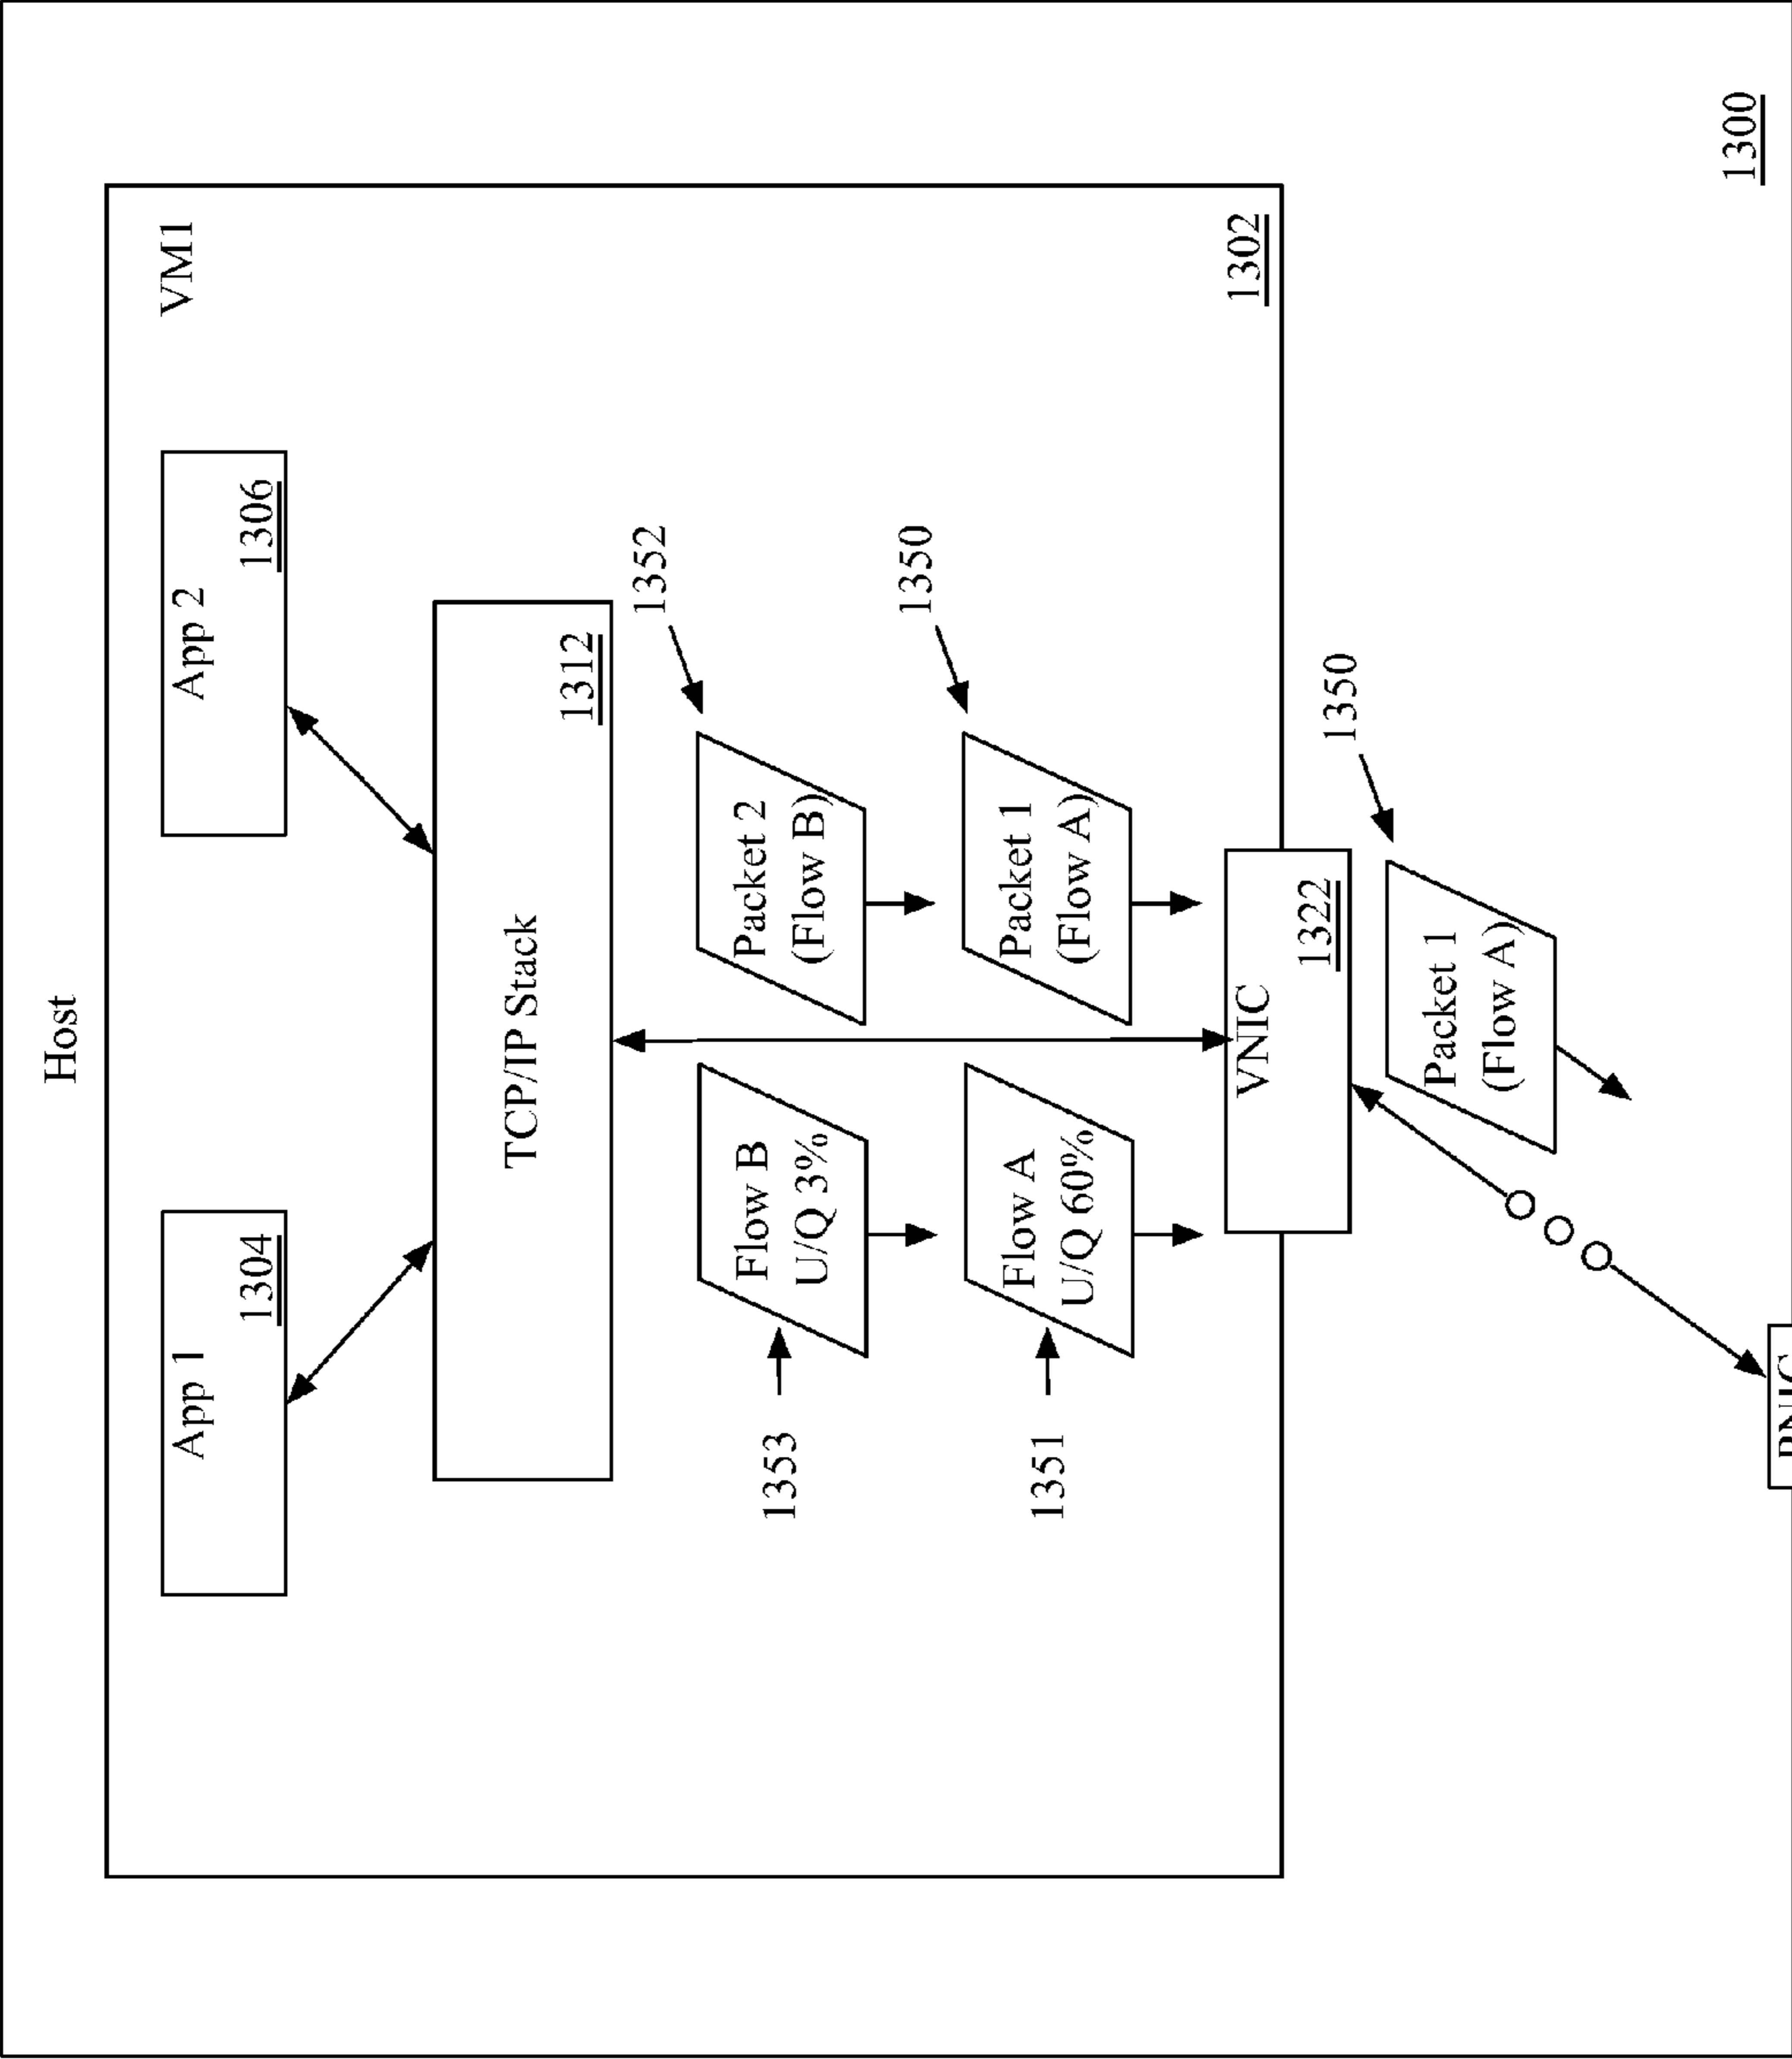 Host
VM1
App 1
1304
App 2
1306
TCP/IP Stack
1312
1353
Flow B
U/Q 3%
Packet 2
(Flow B)
1352
1351
Flow A
U/Q 60%
Packet 1
(Flow A)
1350
VNIC
1322
1302
Packet 1
(Flow A)
1350
PNIC
1300